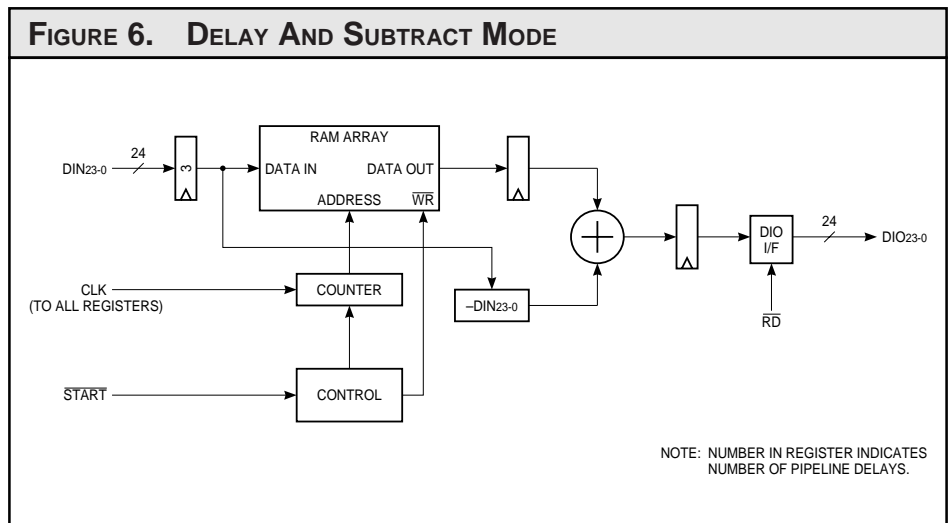 FIGURE 6. DELAY AND SUBTRACT MODE
RAM ARRAY
24
DIN23-0
3
DATA IN
DATA OUT
ADDRESS
WR
24
DIO
I/F
DIO23-0
CLK
(TO ALL REGISTERS)
COUNTER
–DIN23-0
RD
START
CONTROL
NOTE: NUMBER IN REGISTER INDICATES
NUMBER OF PIPELINE DELAYS.